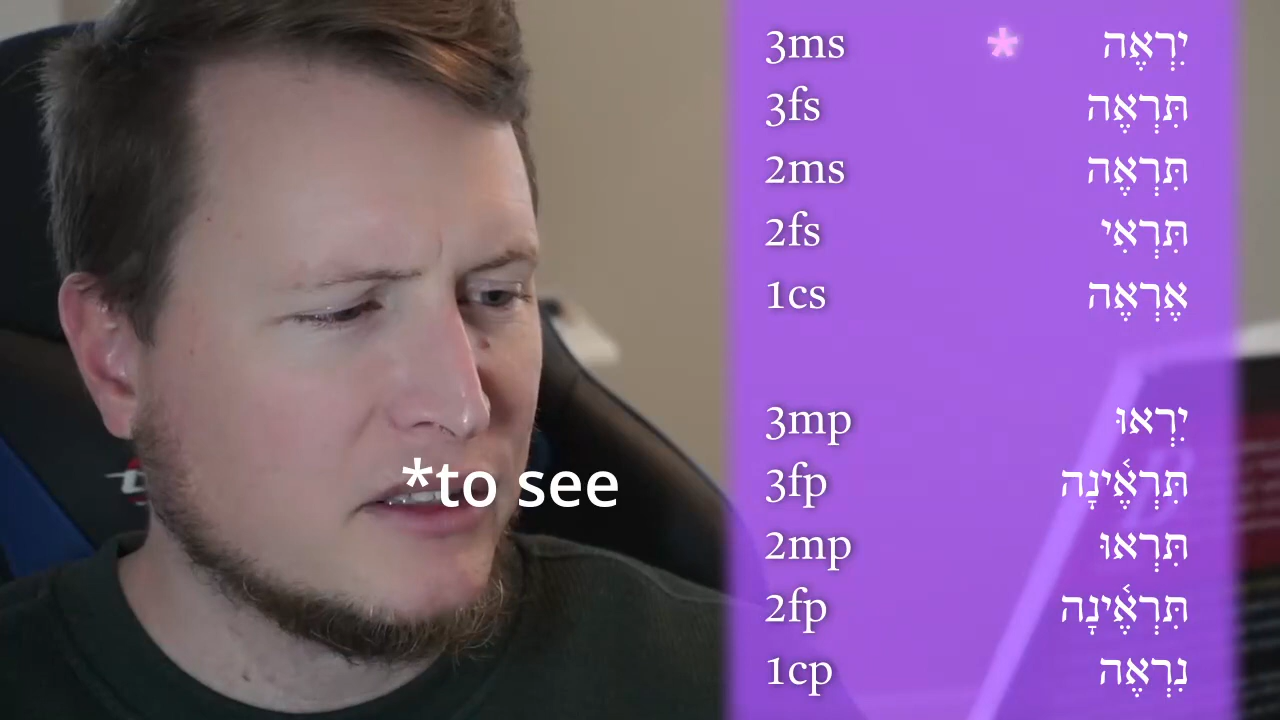 3ms * יִרְאֶה
3fs תִּרְאֶה
2ms תִּרְאֶה
2fs תִּרְאִי
1cs אֶרְאֶה
3mp יִרְאוּ
3fp תִּרְאֶ֫ינָה
*to see
2mp תִּרְאוּ
2fp תִּרְאֶ֫ינָה
1cp נִרְאֶה